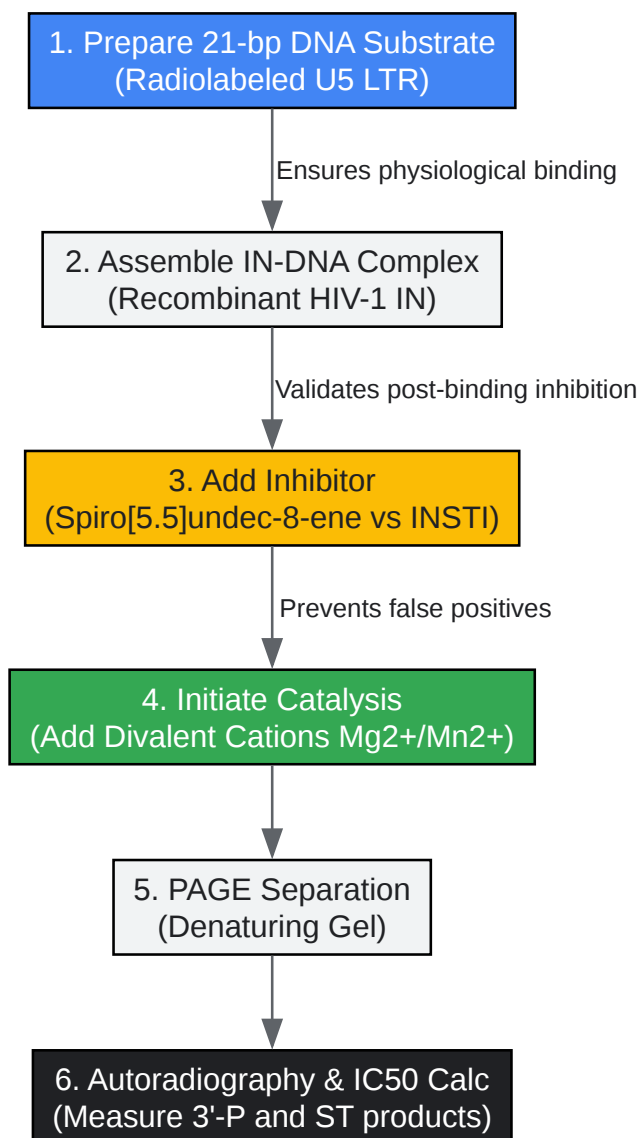 1. Prepare 21-bp DNA Substrate
(Radiolabeled U5 LTR)
Ensures physiological binding
2. Assemble IN-DNA Complex
(Recombinant HIV-1 IN)
Validates post-binding inhibition
3. Add Inhibitor
(Spiro[5.5]undec-8-ene vs INSTI)
Prevents false positives
4. Initiate Catalysis
(Add Divalent Cations Mg2+/Mn2+)
5. PAGE Separation
(Denaturing Gel)
6. Autoradiography & IC50 Calc
(Measure 3'-P and ST products)